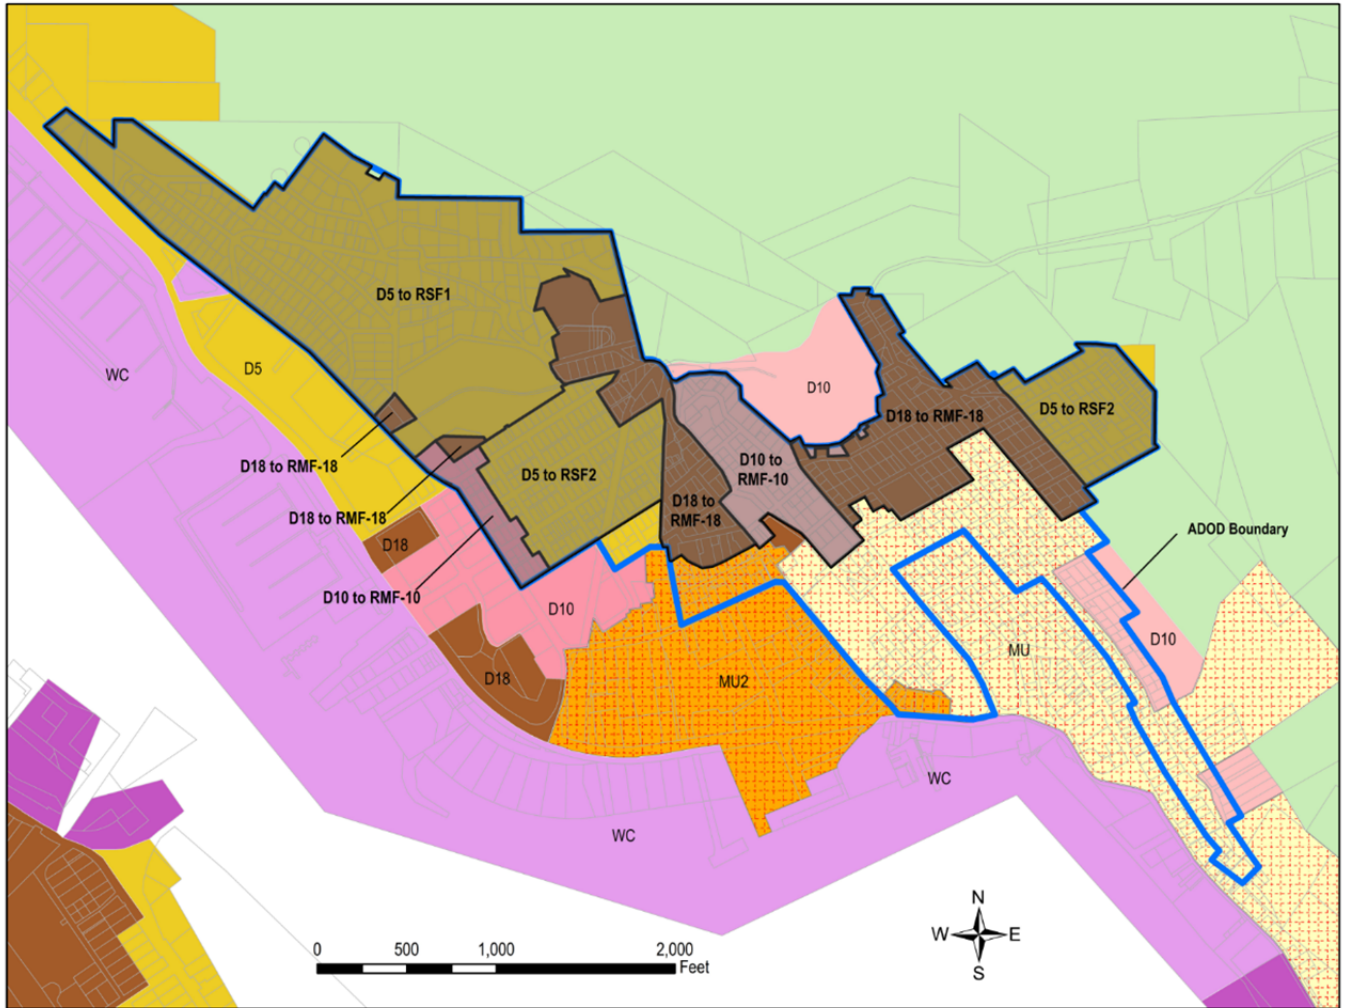 D5 to RSF1
WC
D5
D10
D18 to RMF-18
D5 to RSF2
D18 to RMF-18
D5 to RSF2
D10 to
RMF-10
D18 to
RMF-18
D18 to RMF-18
D18
D10 to RMF-10
D10
ADOD Boundary
D10
MU
D18
MU2
WC
WC
N
W
E
S
0
500
1,000
2,000
Feet